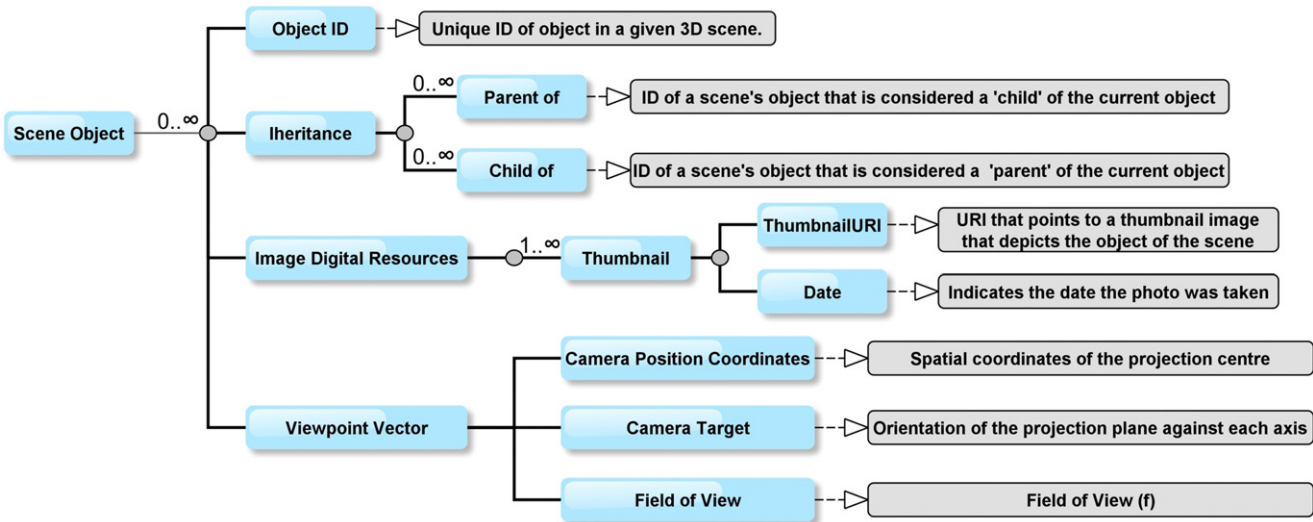 Object ID
Unique ID of object in a given 3D scene.
Scene Object
0..∞
Iheritance
0..∞
Parent of
ID of a scene's object that is considered a 'child' of the current object
0..∞
Child of
ID of a scene's object that is considered a 'parent' of the current object
Image Digital Resources
1..∞
Thumbnail
ThumbnailURI
URI that points to a thumbnail image
that depicts the object of the scene
Date
Indicates the date the photo was taken
Viewpoint Vector
Camera Position Coordinates
Spatial coordinates of the projection centre
Camera Target
Orientation of the projection plane against each axis
Field of View
Field of View (f)